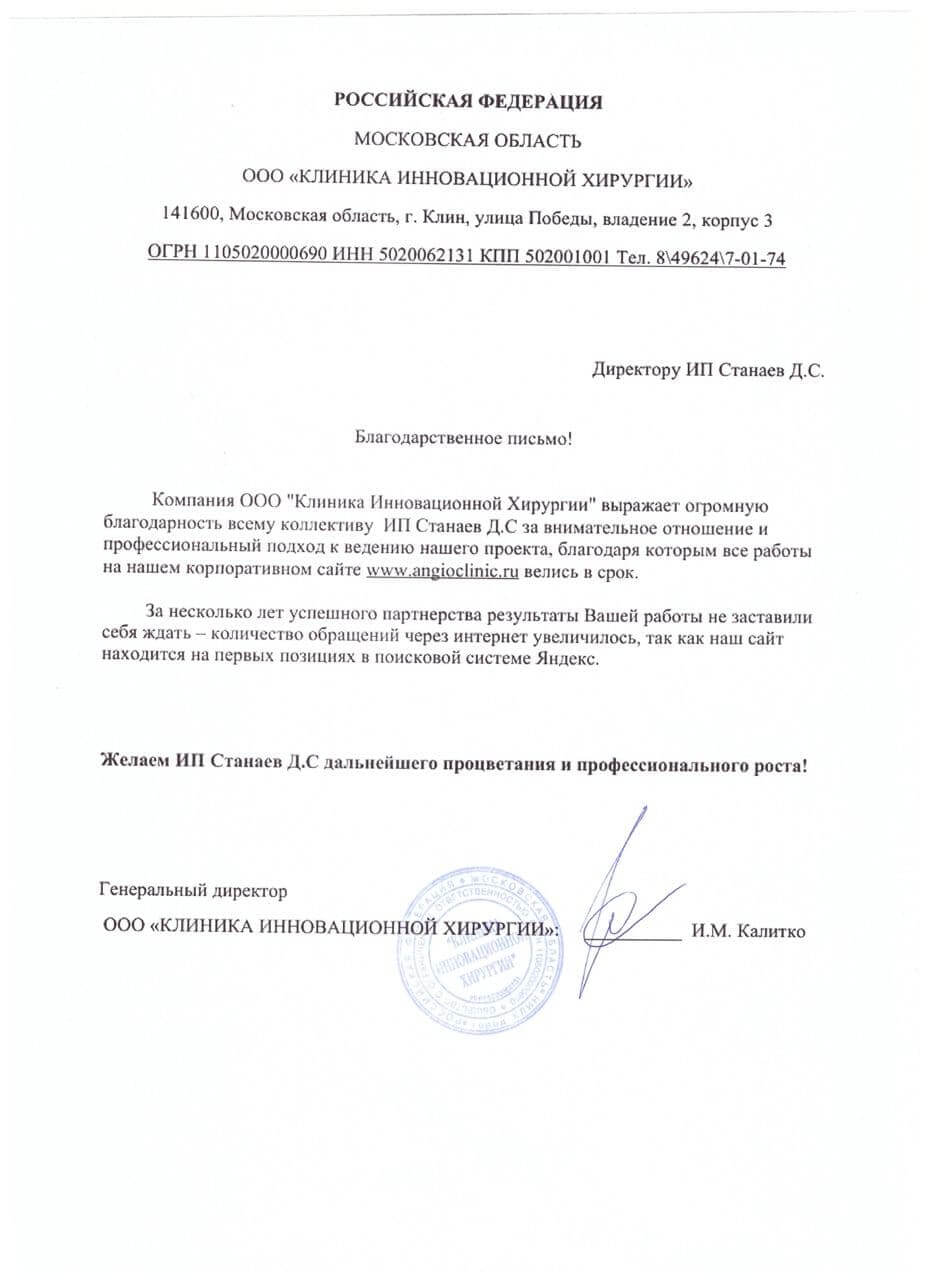 РОССИЙСКАЯ ФЕДЕРАЦИЯ
МОСКОВСКАЯ ОБЛАСТЬ
ООО «КЛИНИКА ИННОВАЦИОННОЙ ХИРУРГИИ»
141600, Московская область, г. Клин, улица Победы, владение 2, корпус 3
ОГРН 1105020000690 ИНН 5020062131 КПП 502001001 Тел. 8\49624\7-01-74
Директору ИП Станаев Д.С.
Благодарственное письмо!
Компания ООО "Клиника Инновационной Хирургии" выражает огромную
благодарность всему коллективу ИП Станаев Д.С за внимательное отношение и
профессиональный подход к ведению нашего проекта, благодаря которым все работы
на нашем корпоративном сайте www.angioclinic.ru велись в срок.
За несколько лет успешного партнерства результаты Вашей работы не заставили
себя ждать – количество обращений через интернет увеличилось, так как наш сайт
находится на первых позициях в поисковой системе Яндекс.
Желаем ИП Станаев Д.С дальнейшего процветания и профессионального роста!
Генеральный директор
ООО «КЛИНИКА ИННОВАЦИОННОЙ ХИРУРГИИ»: И.М. Калитко
МОСКОВСКАЯ ОБЛАСТЬ
ОТВЕТСТВЕННОСТЬЮ
ИННОВАЦИОННОЙ
ХИРУРГИИ"